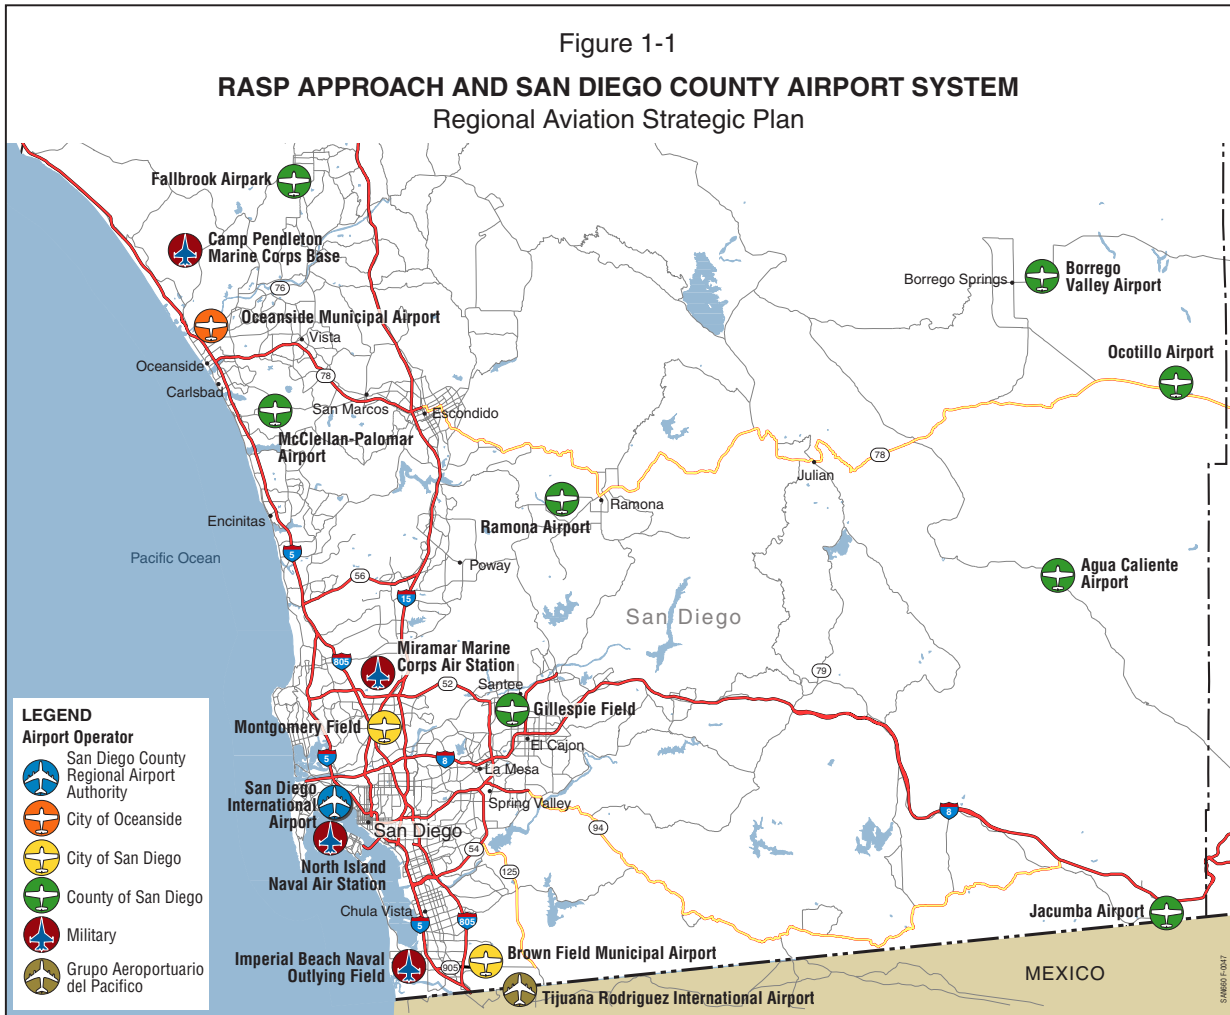 Figure 1-1
RASP APPROACH AND SAN DIEGO COUNTY AIRPORT SYSTEM
Regional Aviation Strategic Plan
Fallbrook Airpark
Camp Pendleton
Marine Corps Base
76
Oceanside Municipal Airport
Vista
Oceanside
Carlsbad
78
San Marcos
Escondido
McClellan-Palomar
Airport
Borrego Springs
Borrego
Valley Airport
Ocotillo Airport
78
Julian
Ramona
Ramona Airport
Encinitas
Pacific Ocean
5
56
15
Poway
Agua Caliente
Airport
San Diego
805
Miramar Marine
Corps Air Station
52
Santee
79
Gillespie Field
Montgomery Field
El Cajon
5
8
La Mesa
Spring Valley
San Diego
International
Airport
San Diego
8
94
54
125
North Island
Naval Air Station
Chula Vista
5
805
Jacumba Airport
Imperial Beach Naval
Outlying Field
905
Brown Field Municipal Airport
MEXICO
Tijuana Rodriguez International Airport
LEGEND
Airport Operator
San Diego County
Regional Airport
Authority
City of Oceanside
City of San Diego
County of San Diego
Military
Grupo Aeroportuario
del Pacifico
SAN660 F-0047